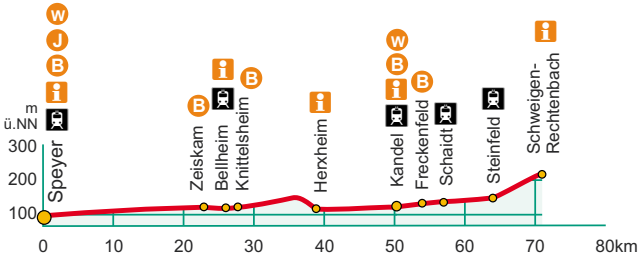 W
J
B
i
m
ü.NN
300
200
100
Speyer
B
Zeiskam
i
Bellheim
B
Knittelsheim
i
Herxheim
W
B
i
Kandel
B
Freckenfeld
Schaidt
Steinfeld
i
Schweigen-
Rechtenbach
0 10 20 30 40 50 60 70 80km